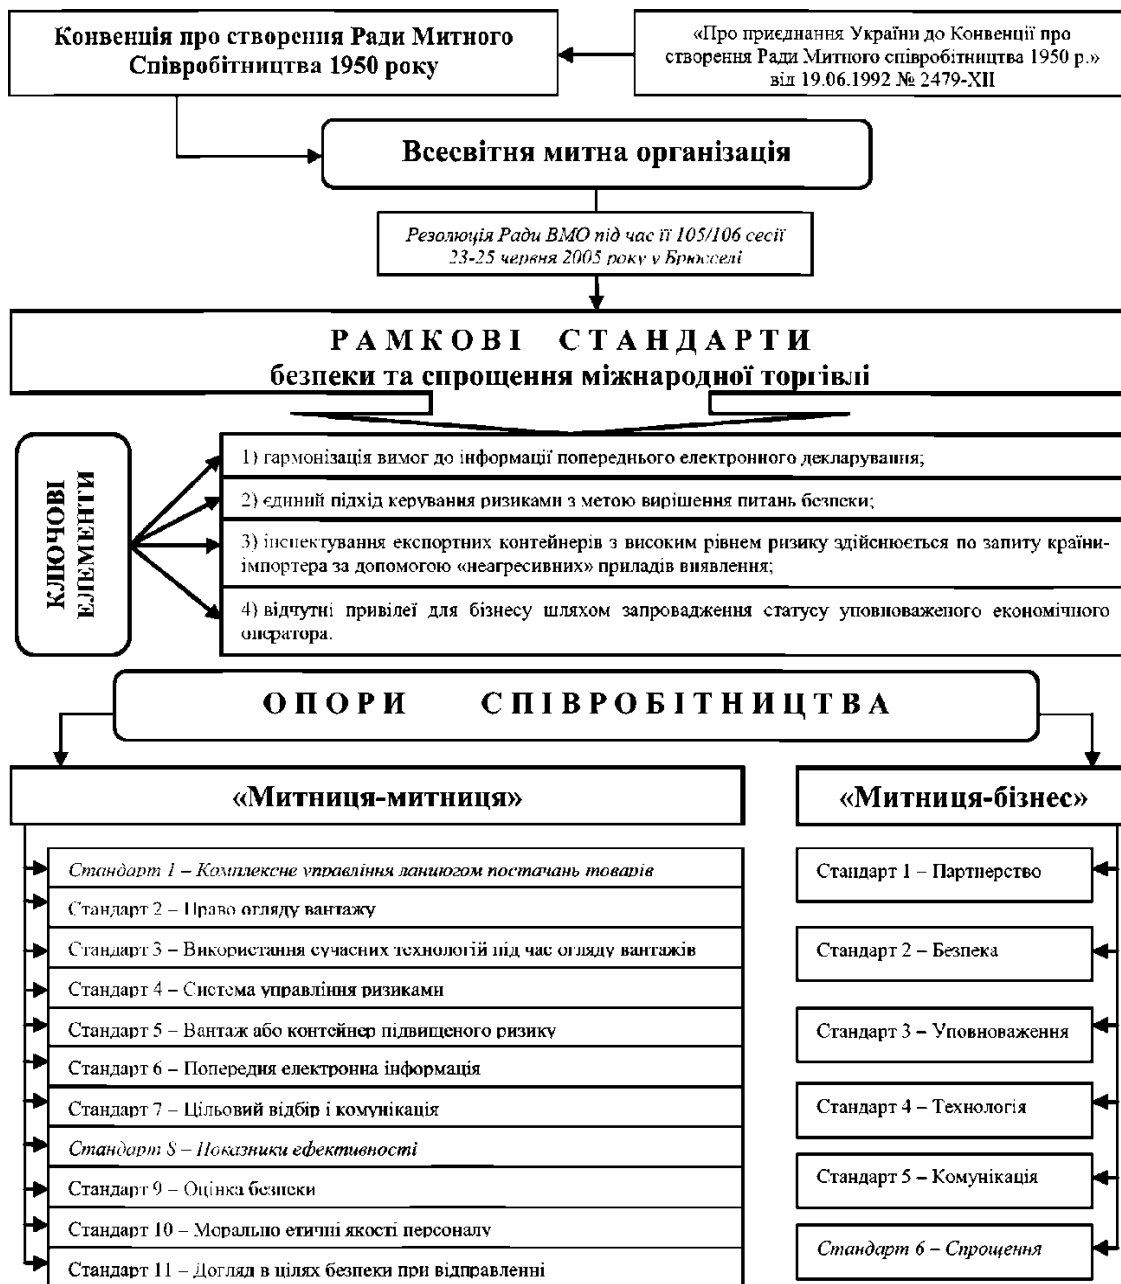 Конвенція про створення Ради Митного
Співробітництва 1950 року
«Про приєднання України до Конвенції про
створення Ради Митного співробітництва 1950 р.»
від 19.06.1992 № 2479-XII
Всесвітня митна організація
Резолюція Ради ВМО під час її 105/106 сесії
23-25 червня 2005 року у Брюсселі
РАМКОВІ СТАНДАРТИ
безпеки та спрощення міжнародної торгівлі
КЛЮЧОВІ
ЕЛЕМЕНТИ
1) гармонізація вимог до інформації попереднього електронного декларування;
2) єдиний підхід керування ризиками з метою вирішення питань безпеки;
3) інспектування експортних контейнерів з високим рівнем ризику здійснюється по запиту країни-
імпортера за допомогою «неагресивних» приладів виявлення;
4) відчутні привілеї для бізнесу шляхом запровадження статусу уповноваженого економічного
оператора.
ОПОРИ СПІВРОБІТНИЦТВА
«Митниця-митниця»
Стандарт 1 – Комплексне управління ланцюгом постачань товарів
Стандарт 2 – Право огляду вантажу
Стандарт 3 – Використання сучасних технологій під час огляду вантажів
Стандарт 4 – Система управління ризиками
Стандарт 5 – Вантаж або контейнер підвищеного ризику
Стандарт 6 – Попередня електронна інформація
Стандарт 7 – Цільовий відбір і комунікація
Стандарт 8 – Показники ефективності
Стандарт 9 – Оцінка безпеки
Стандарт 10 – Морально етичні якості персоналу
Стандарт 11 – Догляд в цілях безпеки при відправленні
«Митниця-бізнес»
Стандарт 1 – Партнерство
Стандарт 2 – Безпека
Стандарт 3 – Уповноваження
Стандарт 4 – Технологія
Стандарт 5 – Комунікація
Стандарт 6 – Спрощення